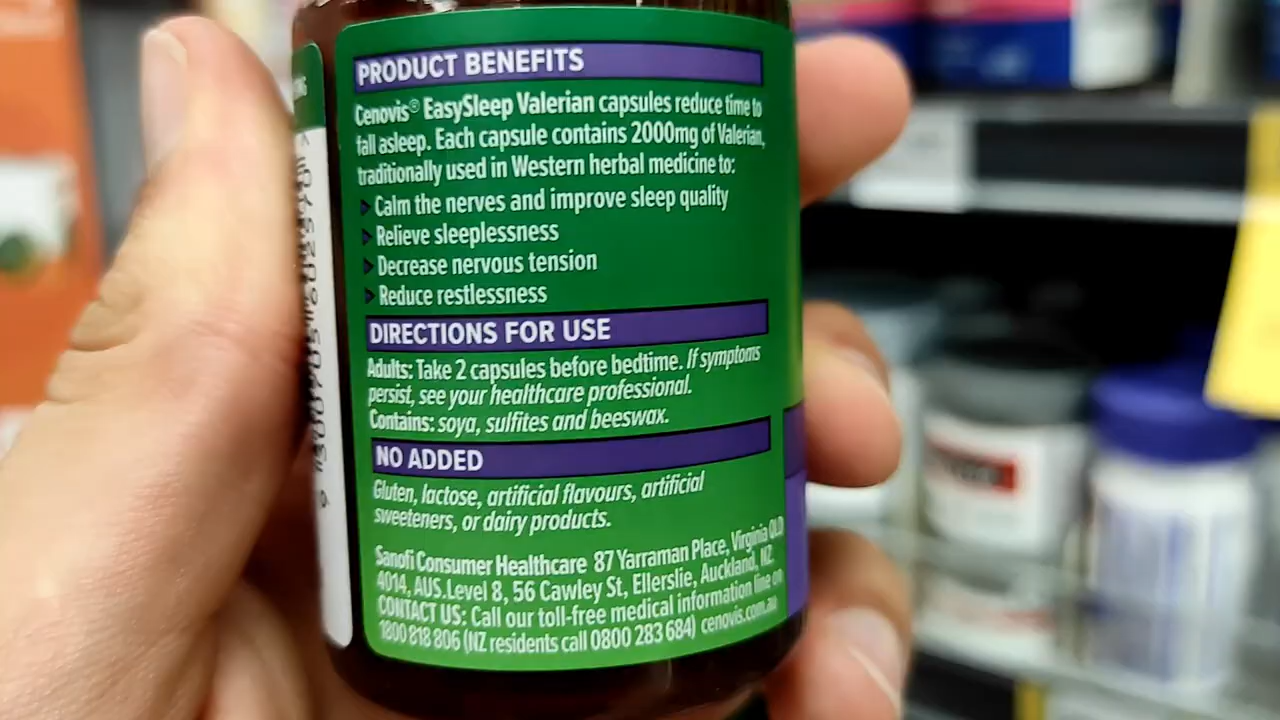 PRODUCT BENEFITS
Cenovis® EasySleep Valerian capsules reduce time to
fall asleep. Each capsule contains 2000mg of Valerian,
traditionally used in Western herbal medicine to:
Calm the nerves and improve sleep quality
Relieve sleeplessness
Decrease nervous tension
Reduce restlessness
DIRECTIONS FOR USE
Adults: Take 2 capsules before bedtime. If symptoms
persist, see your healthcare professional.
Contains: soya, sulfites and beeswax.
NO ADDED
Gluten, lactose, artificial flavours, artificial
sweeteners, or dairy products.
Sanofi Consumer Healthcare 87 Yarraman Place, Virginia QLD
4014, AUS.Level 8, 56 Cawley St, Ellerslie, Auckland, NZ.
CONTACT US: Call our toll-free medical information line on
1800 818 806 (NZ residents call 0800 283 684) cenovis.com.au